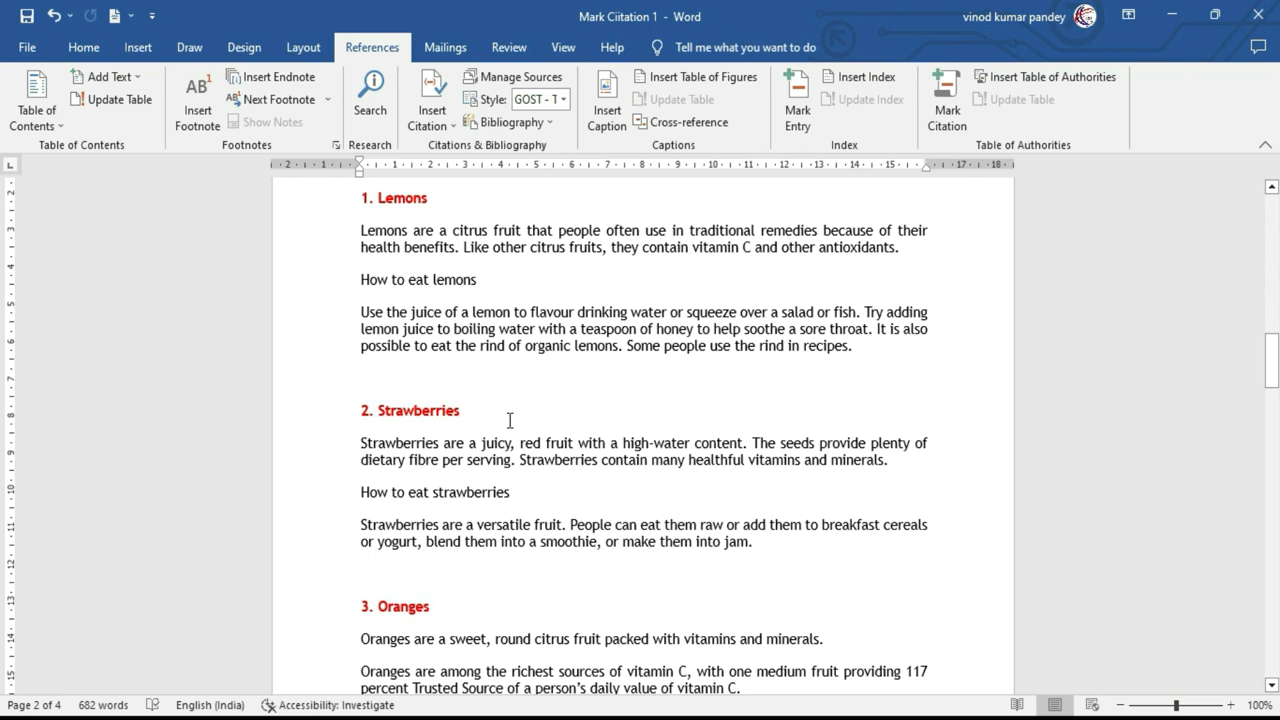 Mark Ciitation 1 - Word
vinod kumar pandey
File
Home
Insert
Draw
Design
Layout
References
Mailings
Review
View
Help
Tell me what you want to do
Table of
Contents
Add Text
Update Table
Table of Contents
AB1
Insert
Footnote
Insert Endnote
Next Footnote
Show Notes
Footnotes
Search
Research
Insert
Citation
Manage Sources
Style: GOST - T
Bibliography
Citations & Bibliography
Insert
Caption
Insert Table of Figures
Update Table
Cross-reference
Captions
Mark
Entry
Insert Index
Update Index
Index
Mark
Citation
Insert Table of Authorities
Update Table
Table of Authorities
1. Lemons
Lemons are a citrus fruit that people often use in traditional remedies because of their
health benefits. Like other citrus fruits, they contain vitamin C and other antioxidants.
How to eat lemons
Use the juice of a lemon to flavour drinking water or squeeze over a salad or fish. Try adding
lemon juice to boiling water with a teaspoon of honey to help soothe a sore throat. It is also
possible to eat the rind of organic lemons. Some people use the rind in recipes.
2. Strawberries
Strawberries are a juicy, red fruit with a high-water content. The seeds provide plenty of
dietary fibre per serving. Strawberries contain many healthful vitamins and minerals.
How to eat strawberries
Strawberries are a versatile fruit. People can eat them raw or add them to breakfast cereals
or yogurt, blend them into a smoothie, or make them into jam.
3. Oranges
Oranges are a sweet, round citrus fruit packed with vitamins and minerals.
Oranges are among the richest sources of vitamin C, with one medium fruit providing 117
percent Trusted Source of a person's daily value of vitamin C.
Page 2 of 4
682 words
English (India)
Accessibility: Investigate
100%